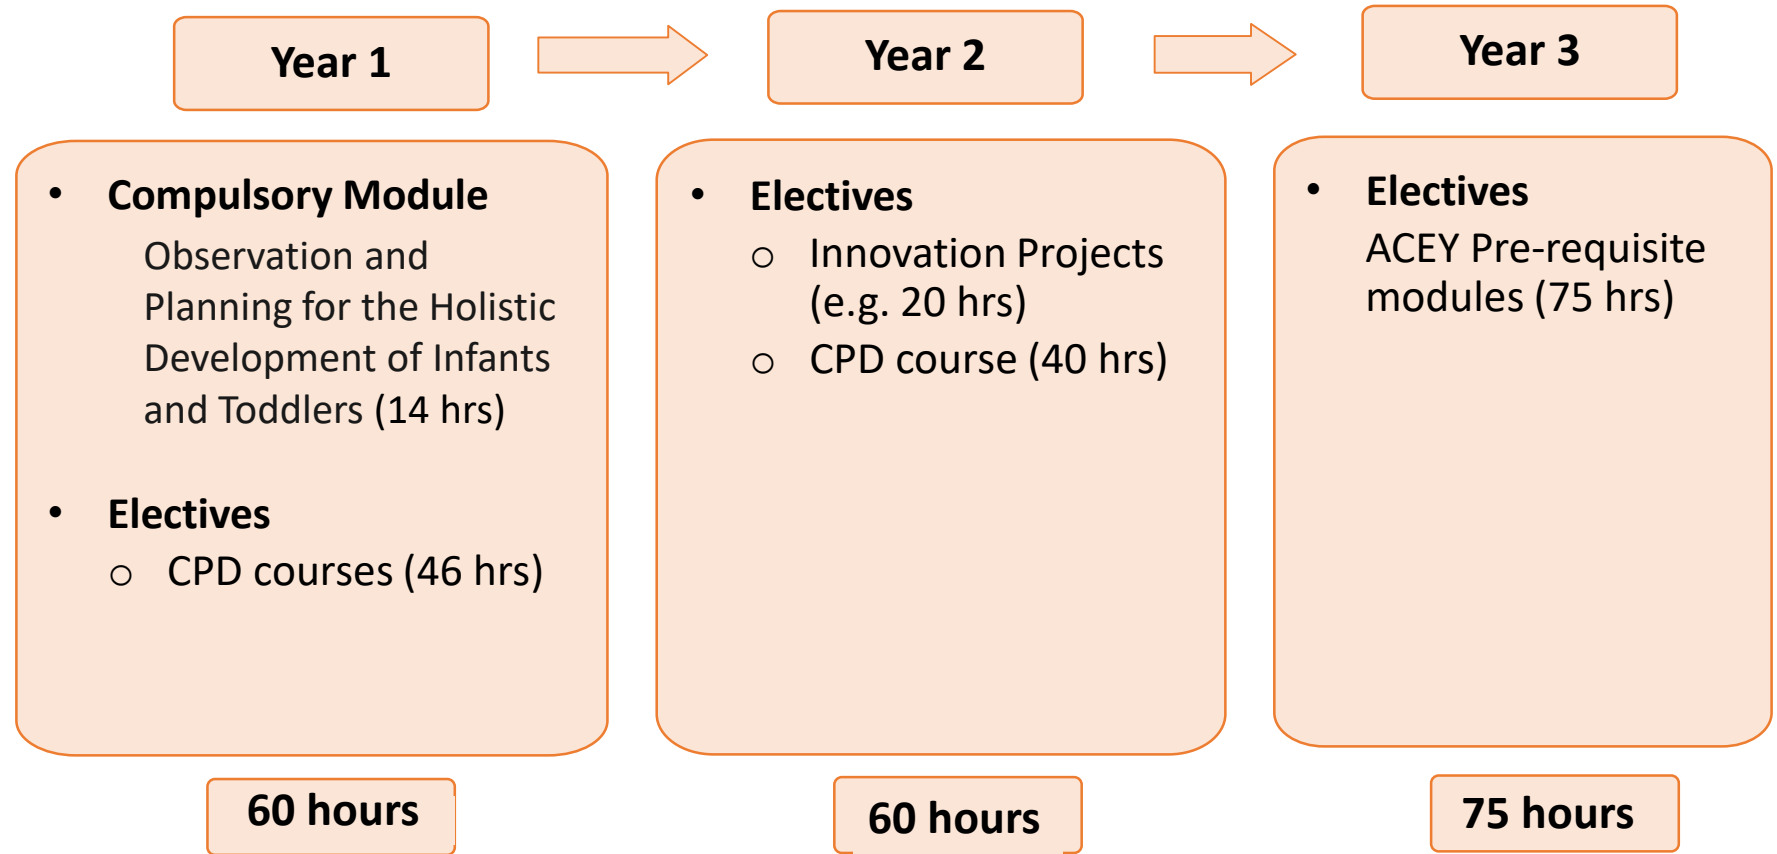 Year 1
Year 2
Year 3
• Compulsory Module
Observation and
Planning for the Holistic
Development of Infants
and Toddlers (14 hrs)
• Electives
o CPD courses (46 hrs)
60 hours
• Electives
o Innovation Projects
(e.g. 20 hrs)
o CPD course (40 hrs)
60 hours
• Electives
ACEY Pre-requisite
modules (75 hrs)
75 hours